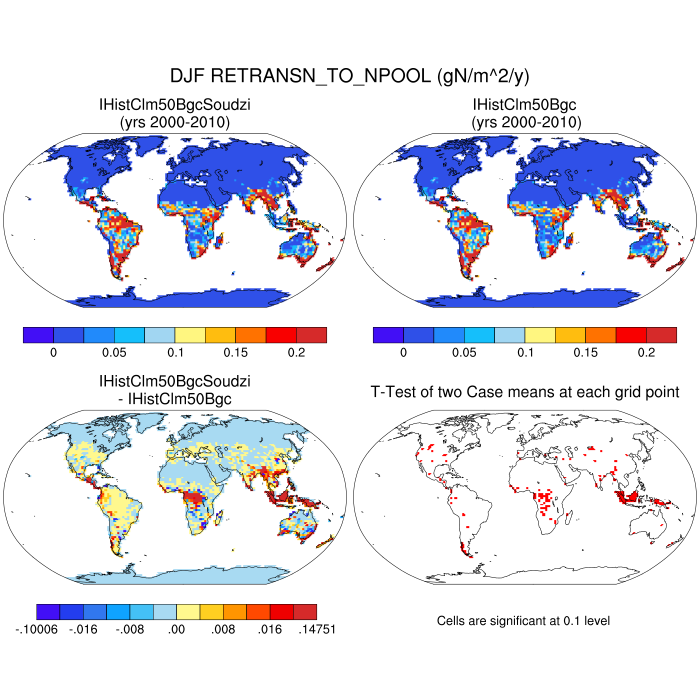 DJF RETRANSN_TO_NPOOL (gN/m^2/y)
IHistClm50BgcSoudzi
(yrs 2000-2010)
IHistClm50Bgc
(yrs 2000-2010)
0 0.05 0.1 0.15 0.2
0 0.05 0.1 0.15 0.2
IHistClm50BgcSoudzi
- IHistClm50Bgc
T-Test of two Case means at each grid point
-.10006 -.016 -.008 .00 .008 .016 .14751
Cells are significant at 0.1 level